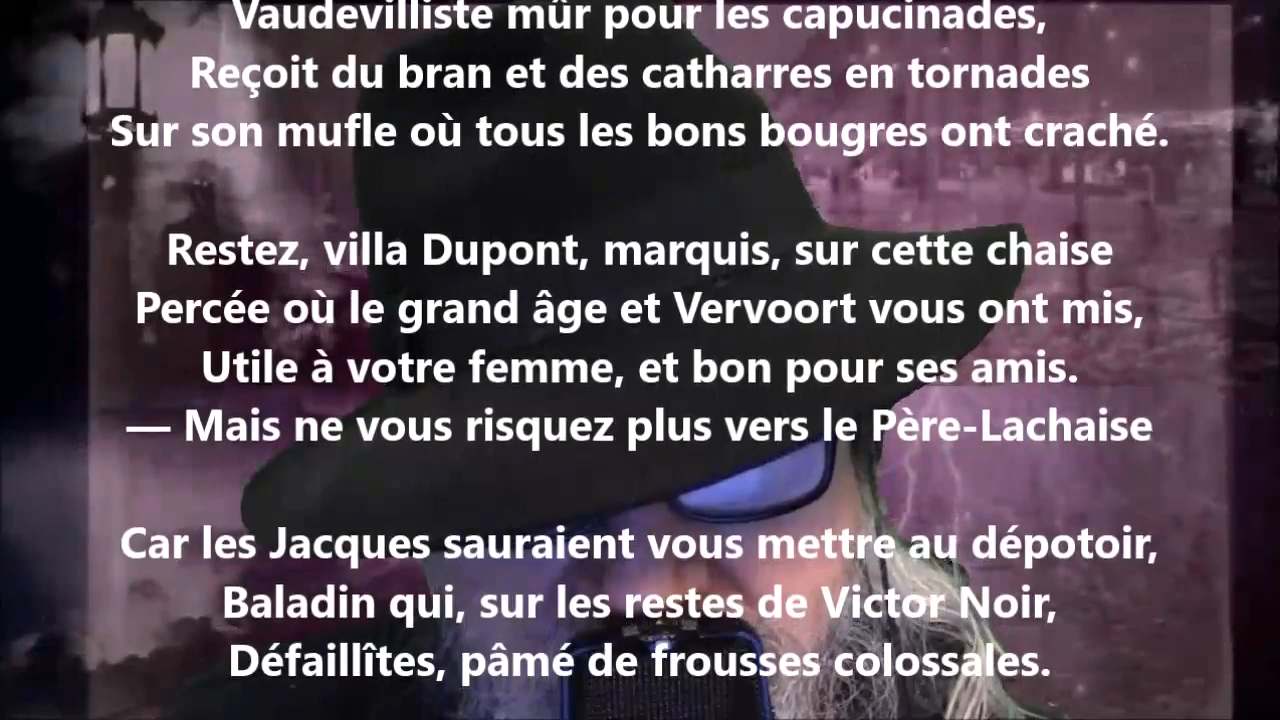 Vaudevilliste mûr pour les capucinades,
Reçoit du bran et des catharres en tornades
Sur son mufle où tous les bons bougres ont craché.
Restez, villa Dupont, marquis, sur cette chaise
Percée où le grand âge et Vervoort vous ont mis,
Utile à votre femme, et bon pour ses amis.
— Mais ne vous risquez plus vers le Père-Lachaise
Car les Jacques sauraient vous mettre au dépotoir,
Baladin qui, sur les restes de Victor Noir,
Défaillîtes, pâmé de frousses colossales.